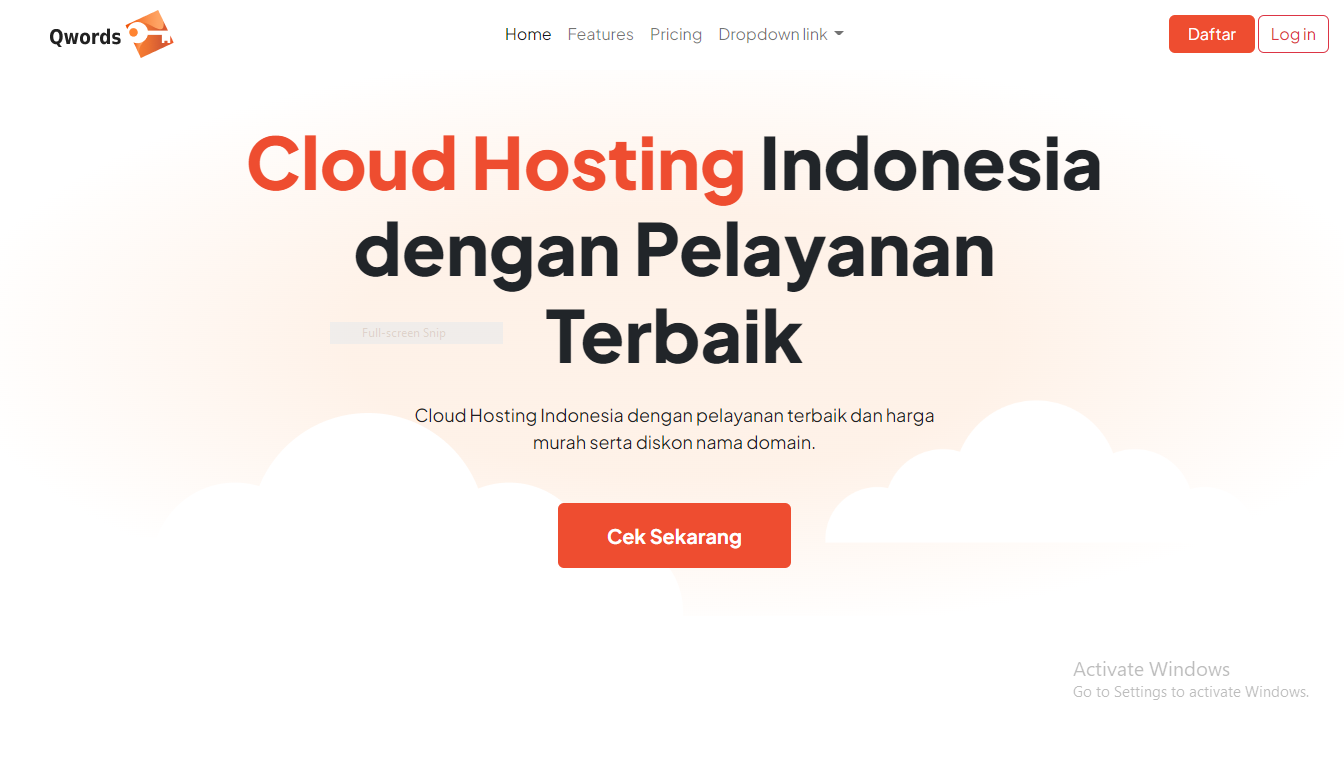 Qwords
Home Features Pricing Dropdown link
Daftar Log in
Cloud Hosting Indonesia
dengan Pelayanan
Terbaik
Full-screen Snip
Cloud Hosting Indonesia dengan pelayanan terbaik dan harga
murah serta diskon nama domain.
Cek Sekarang
Activate Windows
Go to Settings to activate Windows.